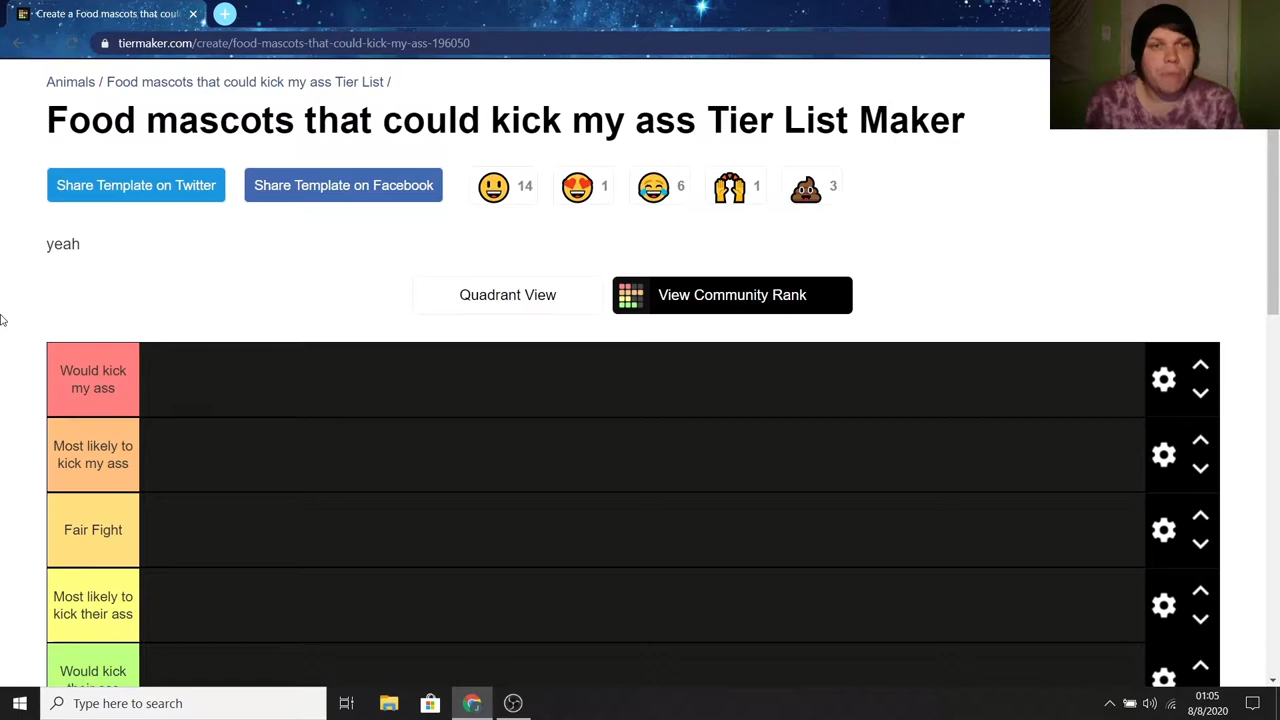 Create a Food mascots that coul
tiermaker.com/create/food-mascots-that-could-kick-my-ass-196050
Animals / Food mascots that could kick my ass Tier List /
Food mascots that could kick my ass Tier List Maker
Share Template on Twitter
Share Template on Facebook
14
1
6
1
3
yeah
Quadrant View
View Community Rank
Would kick
my ass
Most likely to
kick my ass
Fair Fight
Most likely to
kick their ass
Would kick
their ass
Type here to search
01:05
8/8/2020